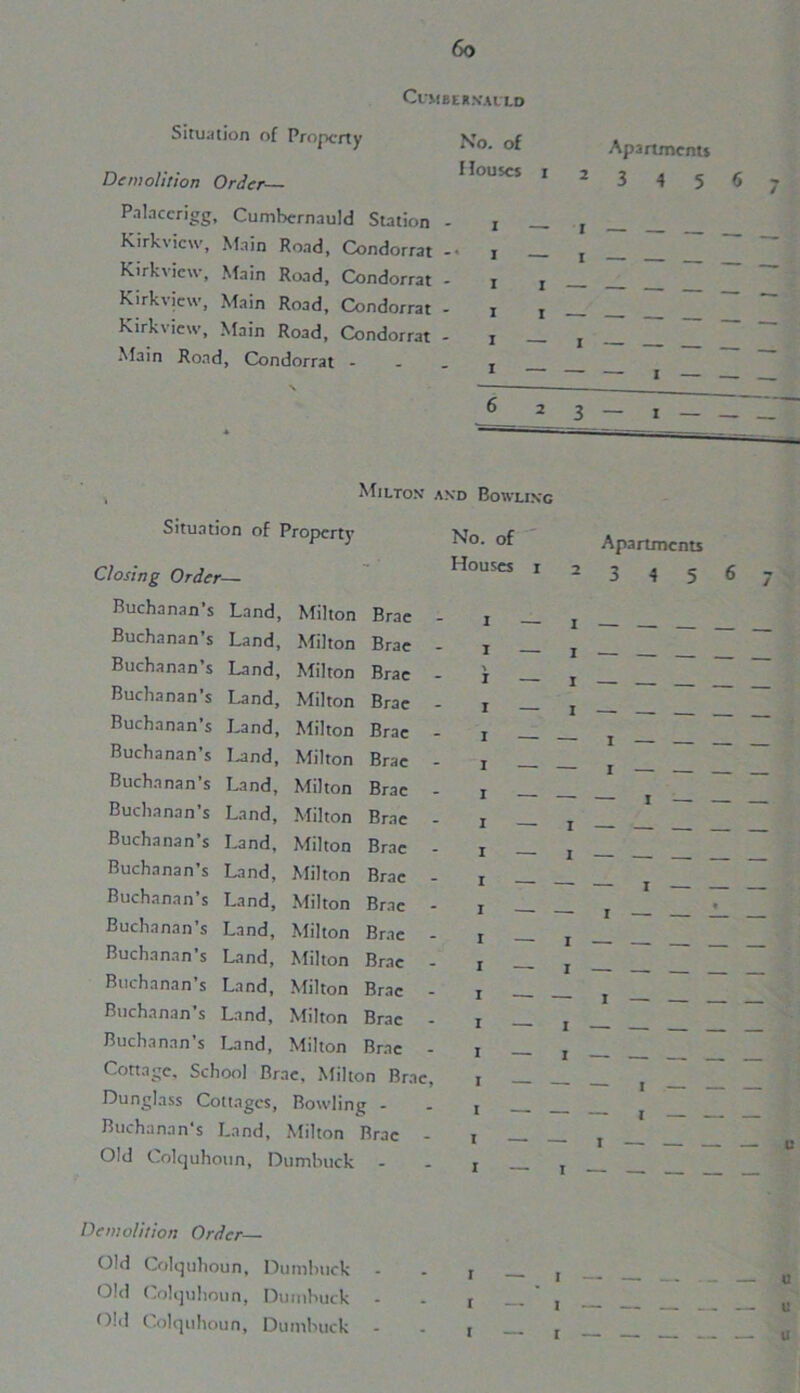 60
CUMBERNAULD
Situation of Property No. of Apartments
Demolition Order— Houses 1 2 3 4 5 6 7
Palacerigg, Cumbernauld Station - 1 — 1 — — — — —
Kirkview, Main Road, Condorrat - 1 — 1 — — — — —
Kirkview, Main Road, Condorrat - 1 1 — — — — — —
Kirkview, Main Road, Condorrat - 1 1 — — — — — —
Kirkview, Main Road, Condorrat - 1 — 1 — — — — —
Main Road, Condorrat - - - 1 — — — 1 — — —
6 2 3 — 1 — — —
MILTON AND BOWLING
Situation of Property No. of Apartments
Closing Order— Houses 1 2 3 4 5 6 7
Buchanan's Land, Milton Brae - 1 — 1 — — — — —
Buchanan's Land, Milton Brae - 1 — 1 — — — — —
Buchanan's Land, Milton Brae - 1 — 1 — — — — —
Buchanan's Land, Milton Brae - 1 — 1 — — — — —
Buchanan's Land, Milton Brae - 1 — — 1 — — — —
Buchanan's Land, Milton Brae - 1 — — 1 — — — —
Buchanan's Land, Milton Brae - 1 — — — 1 — — —
Buchanan's Land, Milton Brae - 1 — 1 — — — — —
Buchanan's Land, Milton Brae - 1 — 1 — — — — —
Buchanan's Land, Milton Brae - 1 — — — 1 — — —
Buchanan's Land, Milton Brae - 1 — — 1 — — — —
Buchanan's Land, Milton Brae - 1 — 1 — — — — —
Buchanan's Land, Milton Brae - 1 — 1 — — — — —
Buchanan's Land, Milton Brae - 1 — — 1 — — — —
Buchanan's Land, Milton Brae - 1 — 1 — — — — —
Buchanan's Land, Milton Brae - 1 — 1 — — — — —
Cottage, School Brae, Milton Brae, 1 — — — 1 — — —
Dunglass Cottages, Bowling - - 1 — — — 1 — — —
Buchanan's Land, Milton Brae - 1 — — 1 — — — — U
Old Colquhoun, Dumbuck - - 1 — 1 — — — — —
Demolition Order—
Old Colquhoun, Dumbuck - - 1 — 1 — — — — — U
Old Colquhoun, Dumbuck - - 1 — 1 — — — — — U
Old Colquhoun, Dumbuck - - 1 — 1 — — — — — U